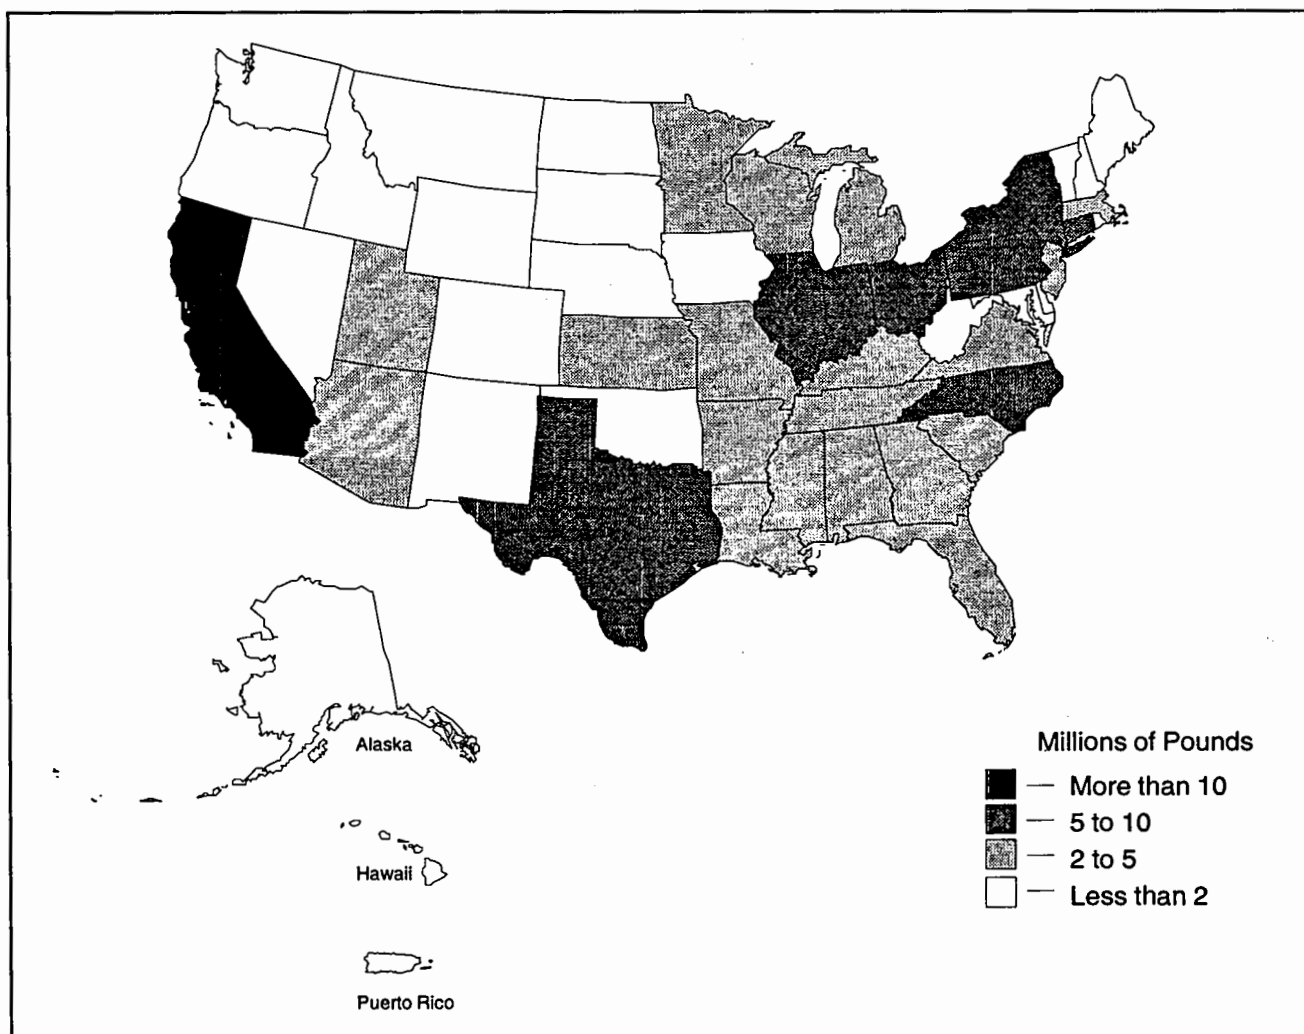 Alaska
Hawaii
Puerto Rico
Millions of Pounds
— More than 10
— 5 to 10
— 2 to 5
— Less than 2